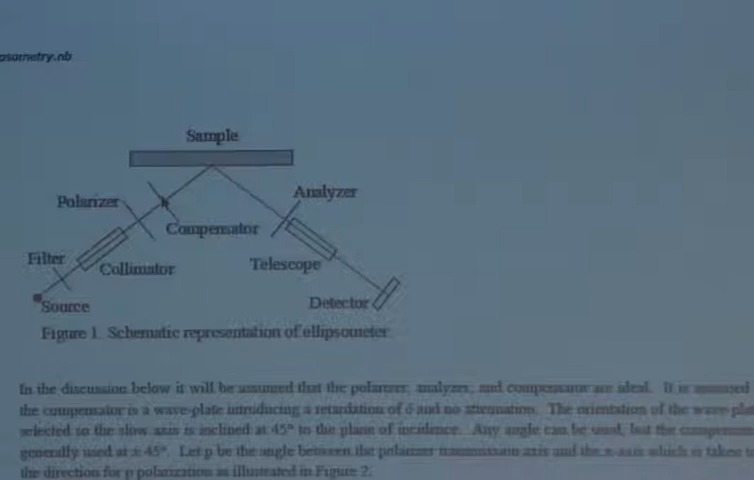 psometry.nb
Sample
Polarizer
Analyzer
Compensator
Filter
Collimator
Telescope
Source
Detector
Figure 1. Schematic representation of ellipsometer.
In the discussion below it will be assumed that the polarizer, analyzer, and compensator are ideal. It is assumed
the compensator is a wave-plate introducing a retardation of δ and no attenuation. The orientation of the wave-pla
selected so the slow axis is inclined at 45° to the plane of incidence. Any angle can be used, but the compensa
generally used at ± 45°. Let p be the angle between the polarizer transmission axis and the x-axis which is taken to
the direction for p polarization as illustrated in Figure 2.